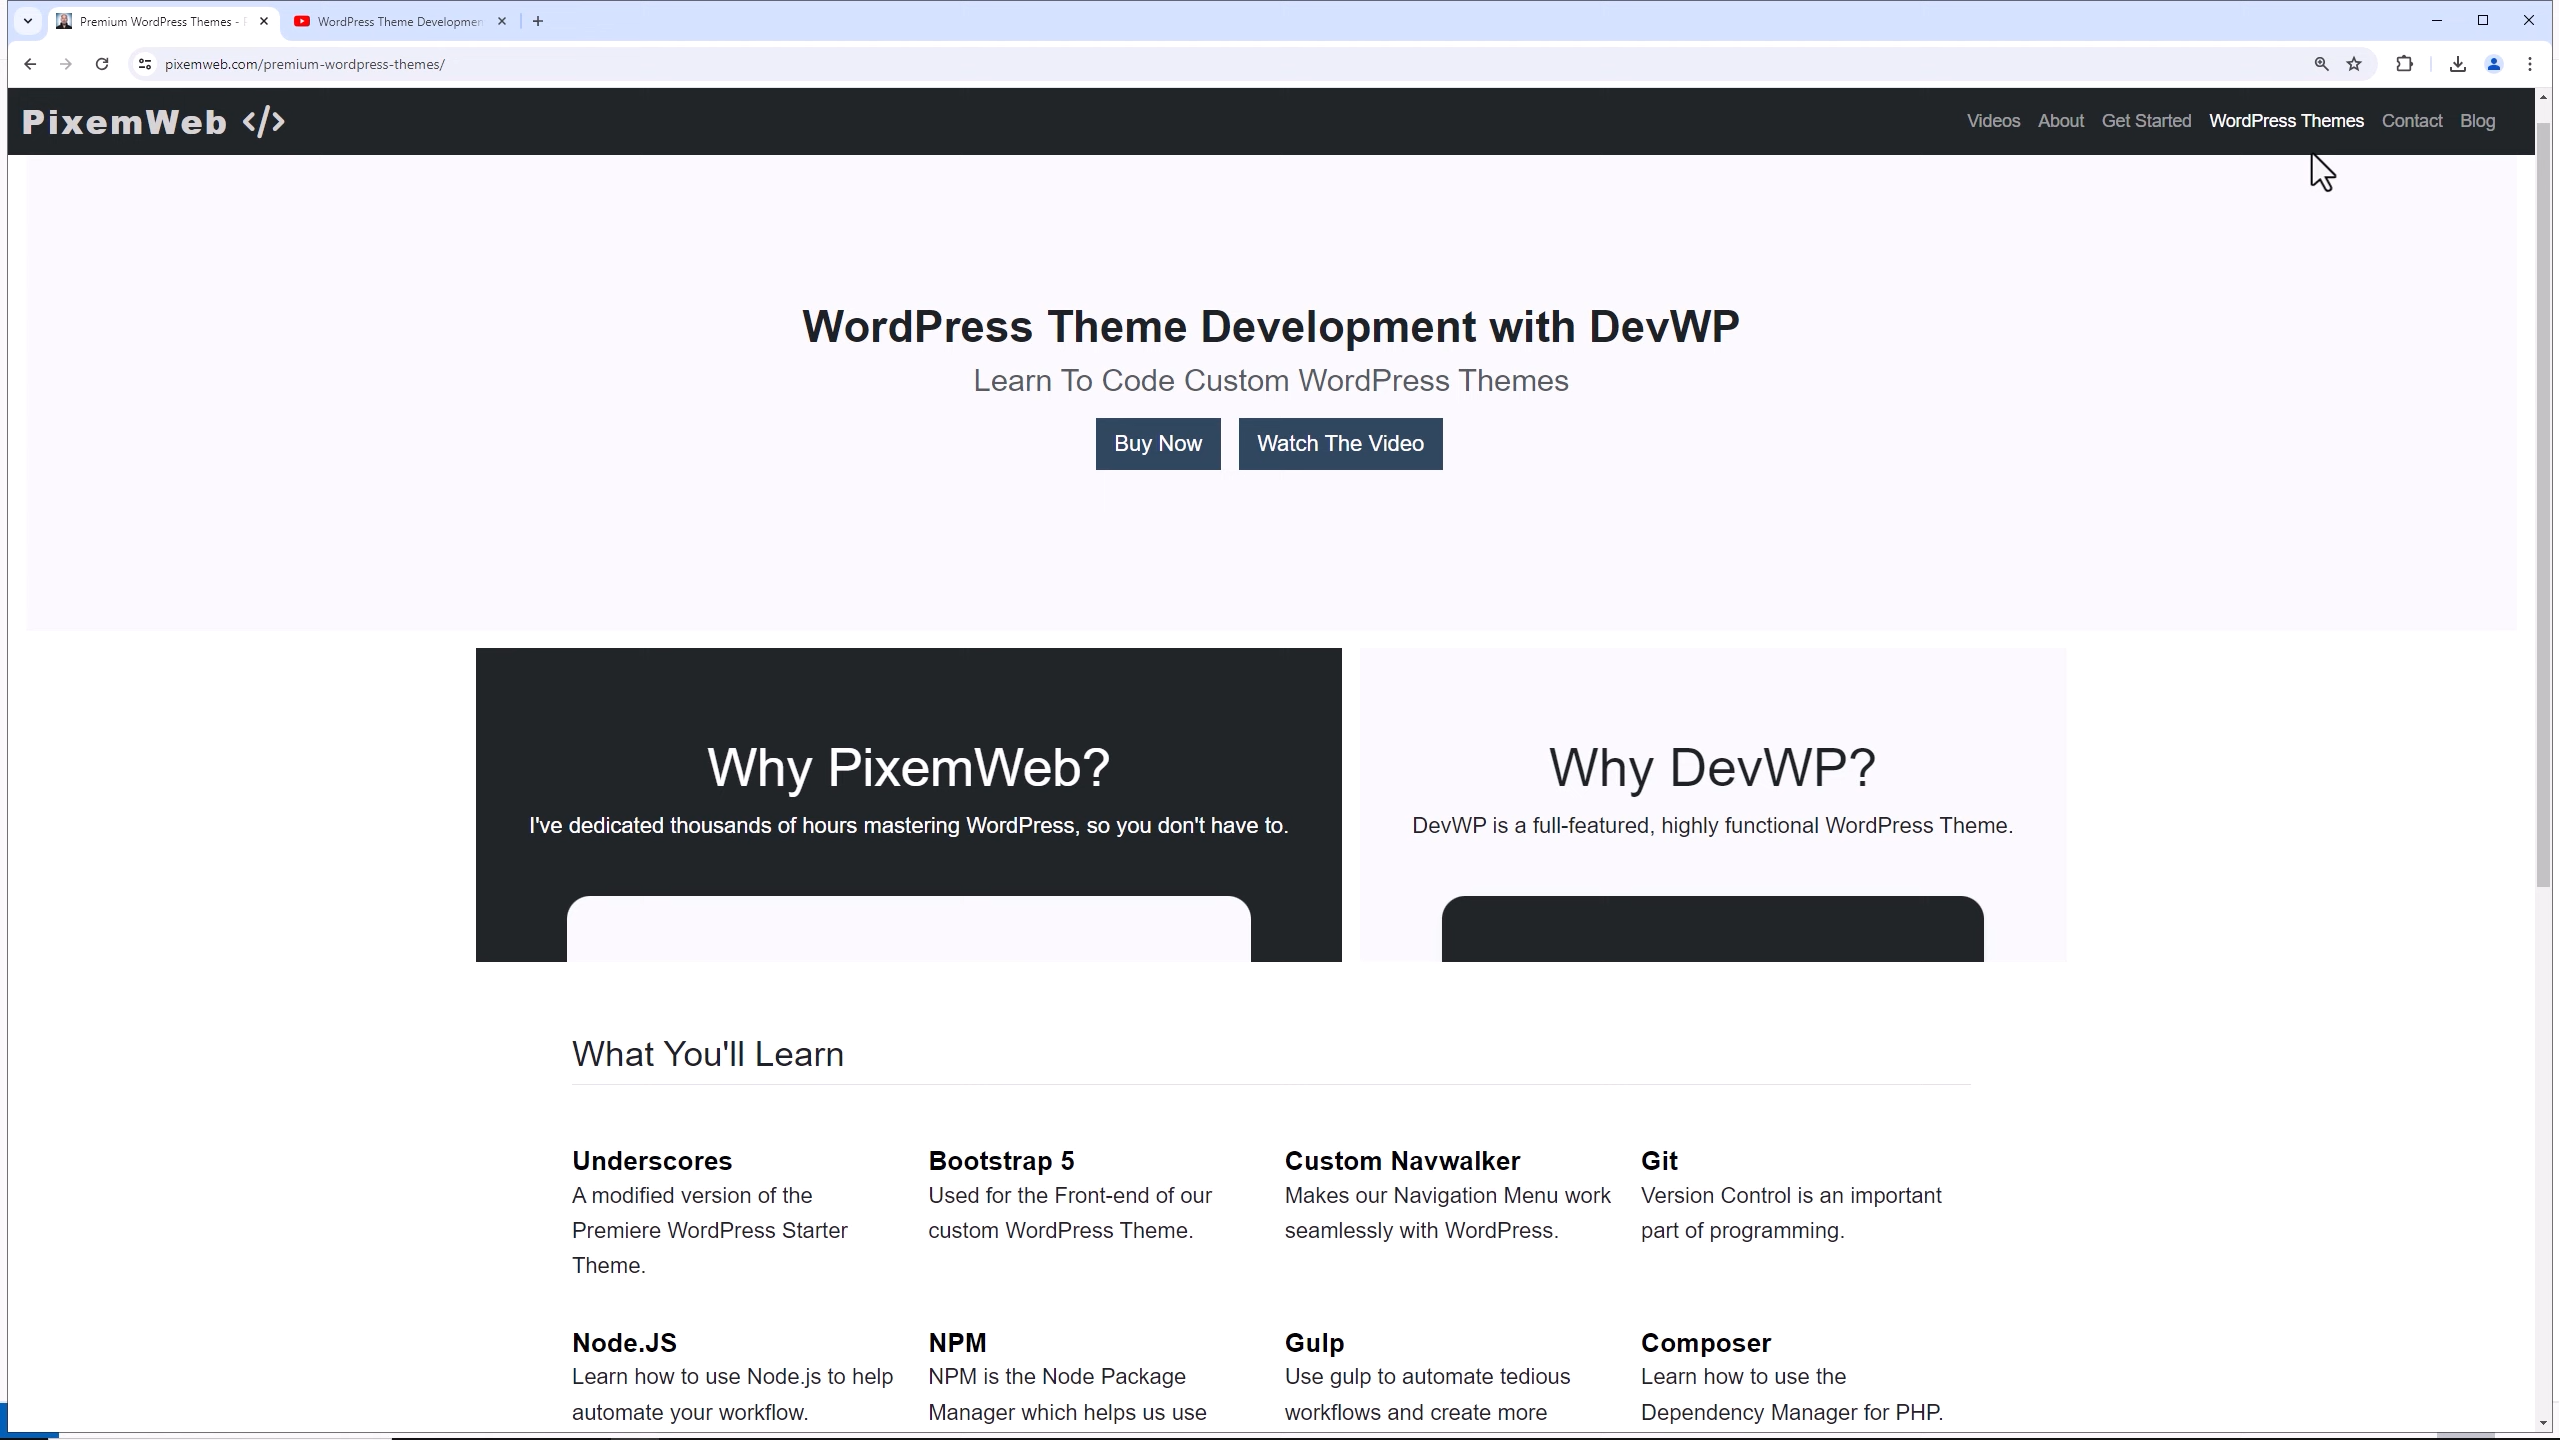 Premium WordPress Themes -
WordPress Theme Developmen
pixemweb.com/premium-wordpress-themes/
PixemWeb </>
Videos About Get Started WordPress Themes Contact Blog
WordPress Theme Development with DevWP
Learn To Code Custom WordPress Themes
Buy Now Watch The Video
Why PixemWeb?
I've dedicated thousands of hours mastering WordPress, so you don't have to.
Why DevWP?
DevWP is a full-featured, highly functional WordPress Theme.
What You'll Learn
Underscores
A modified version of the
Premiere WordPress Starter
Theme.
Bootstrap 5
Used for the Front-end of our
custom WordPress Theme.
Custom Navwalker
Makes our Navigation Menu work
seamlessly with WordPress.
Git
Version Control is an important
part of programming.
Node.JS
Learn how to use Node.js to help
automate your workflow.
NPM
NPM is the Node Package
Manager which helps us use
Gulp
Use gulp to automate tedious
workflows and create more
Composer
Learn how to use the
Dependency Manager for PHP.